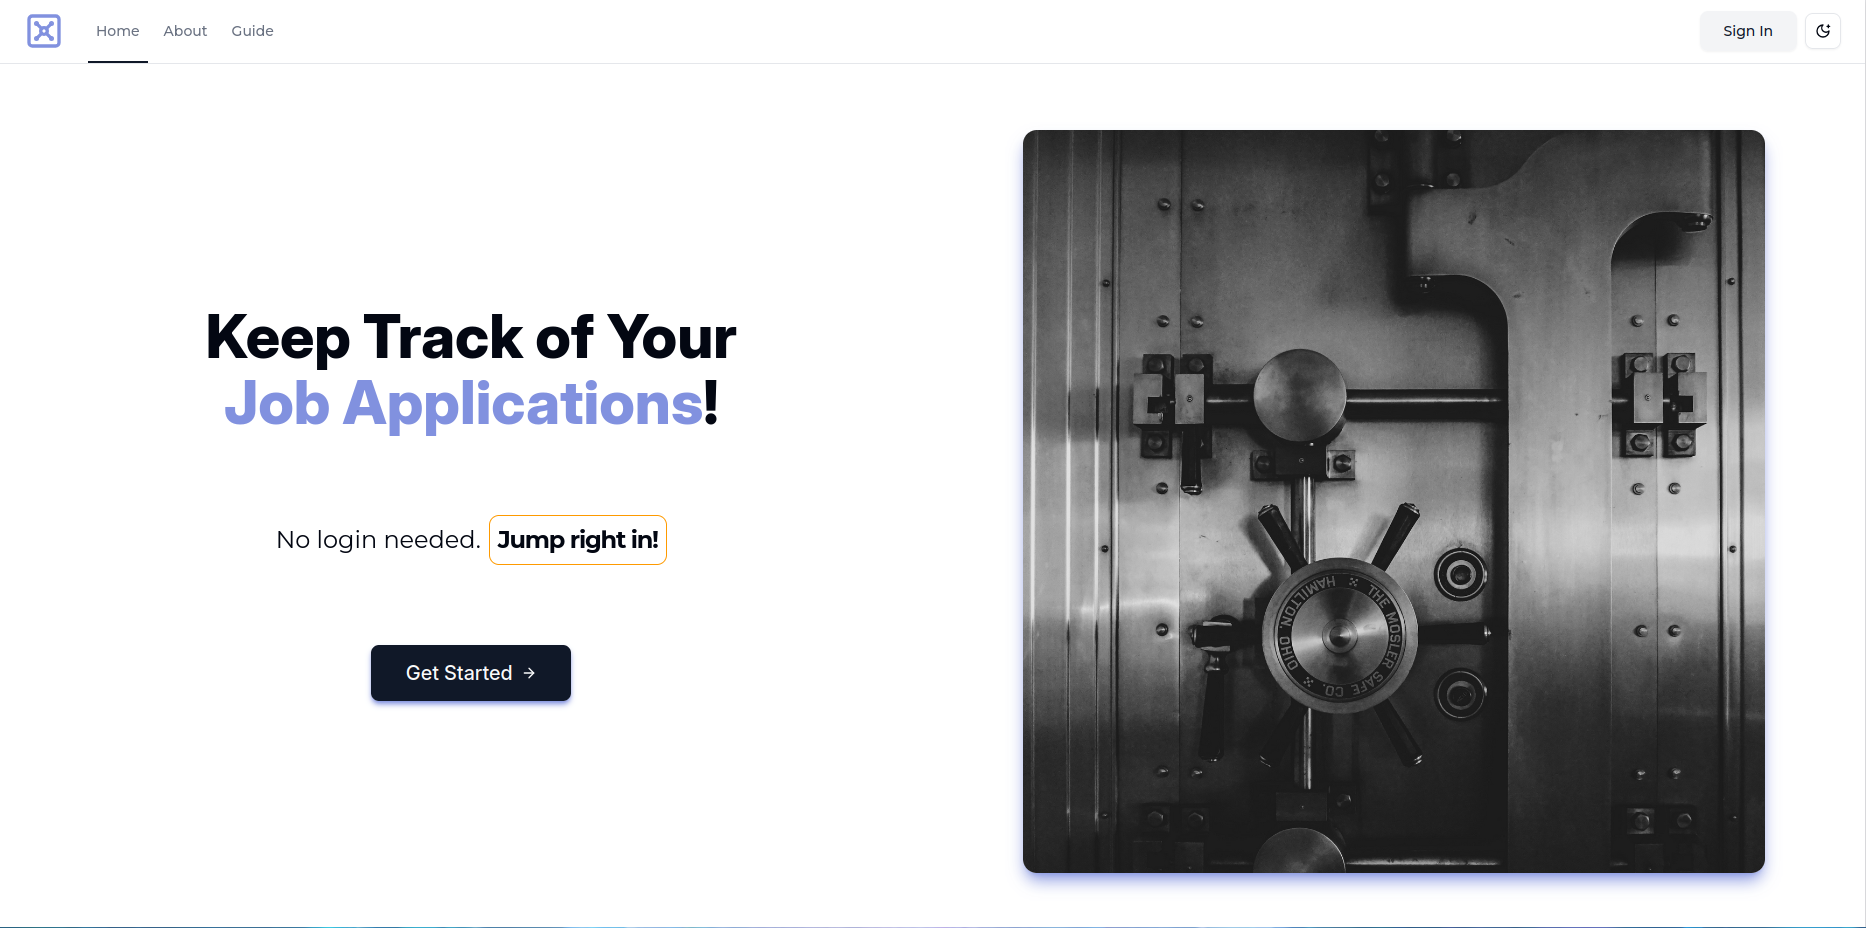 Home About Guide Sign In
Keep Track of Your
Job Applications!
No login needed. Jump right in!
Get Started →
THE MOSLER SAFE CO. HAMILTON, OHIO